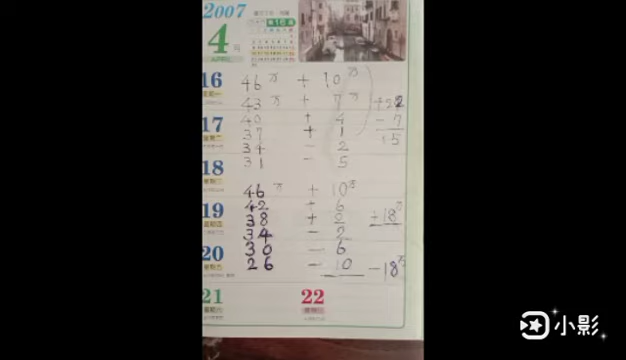 2007
4月
16 46万 + 10万
43万 + 7万 +22
17 40 + 4 - 7
37 + 1 15
34 - 2
18 31 - 5
46万 + 10万
42 + 6
19 38 + 2 +18万
34 - 2
20 30 - 6
26 - 10 -18万
21 22
小影